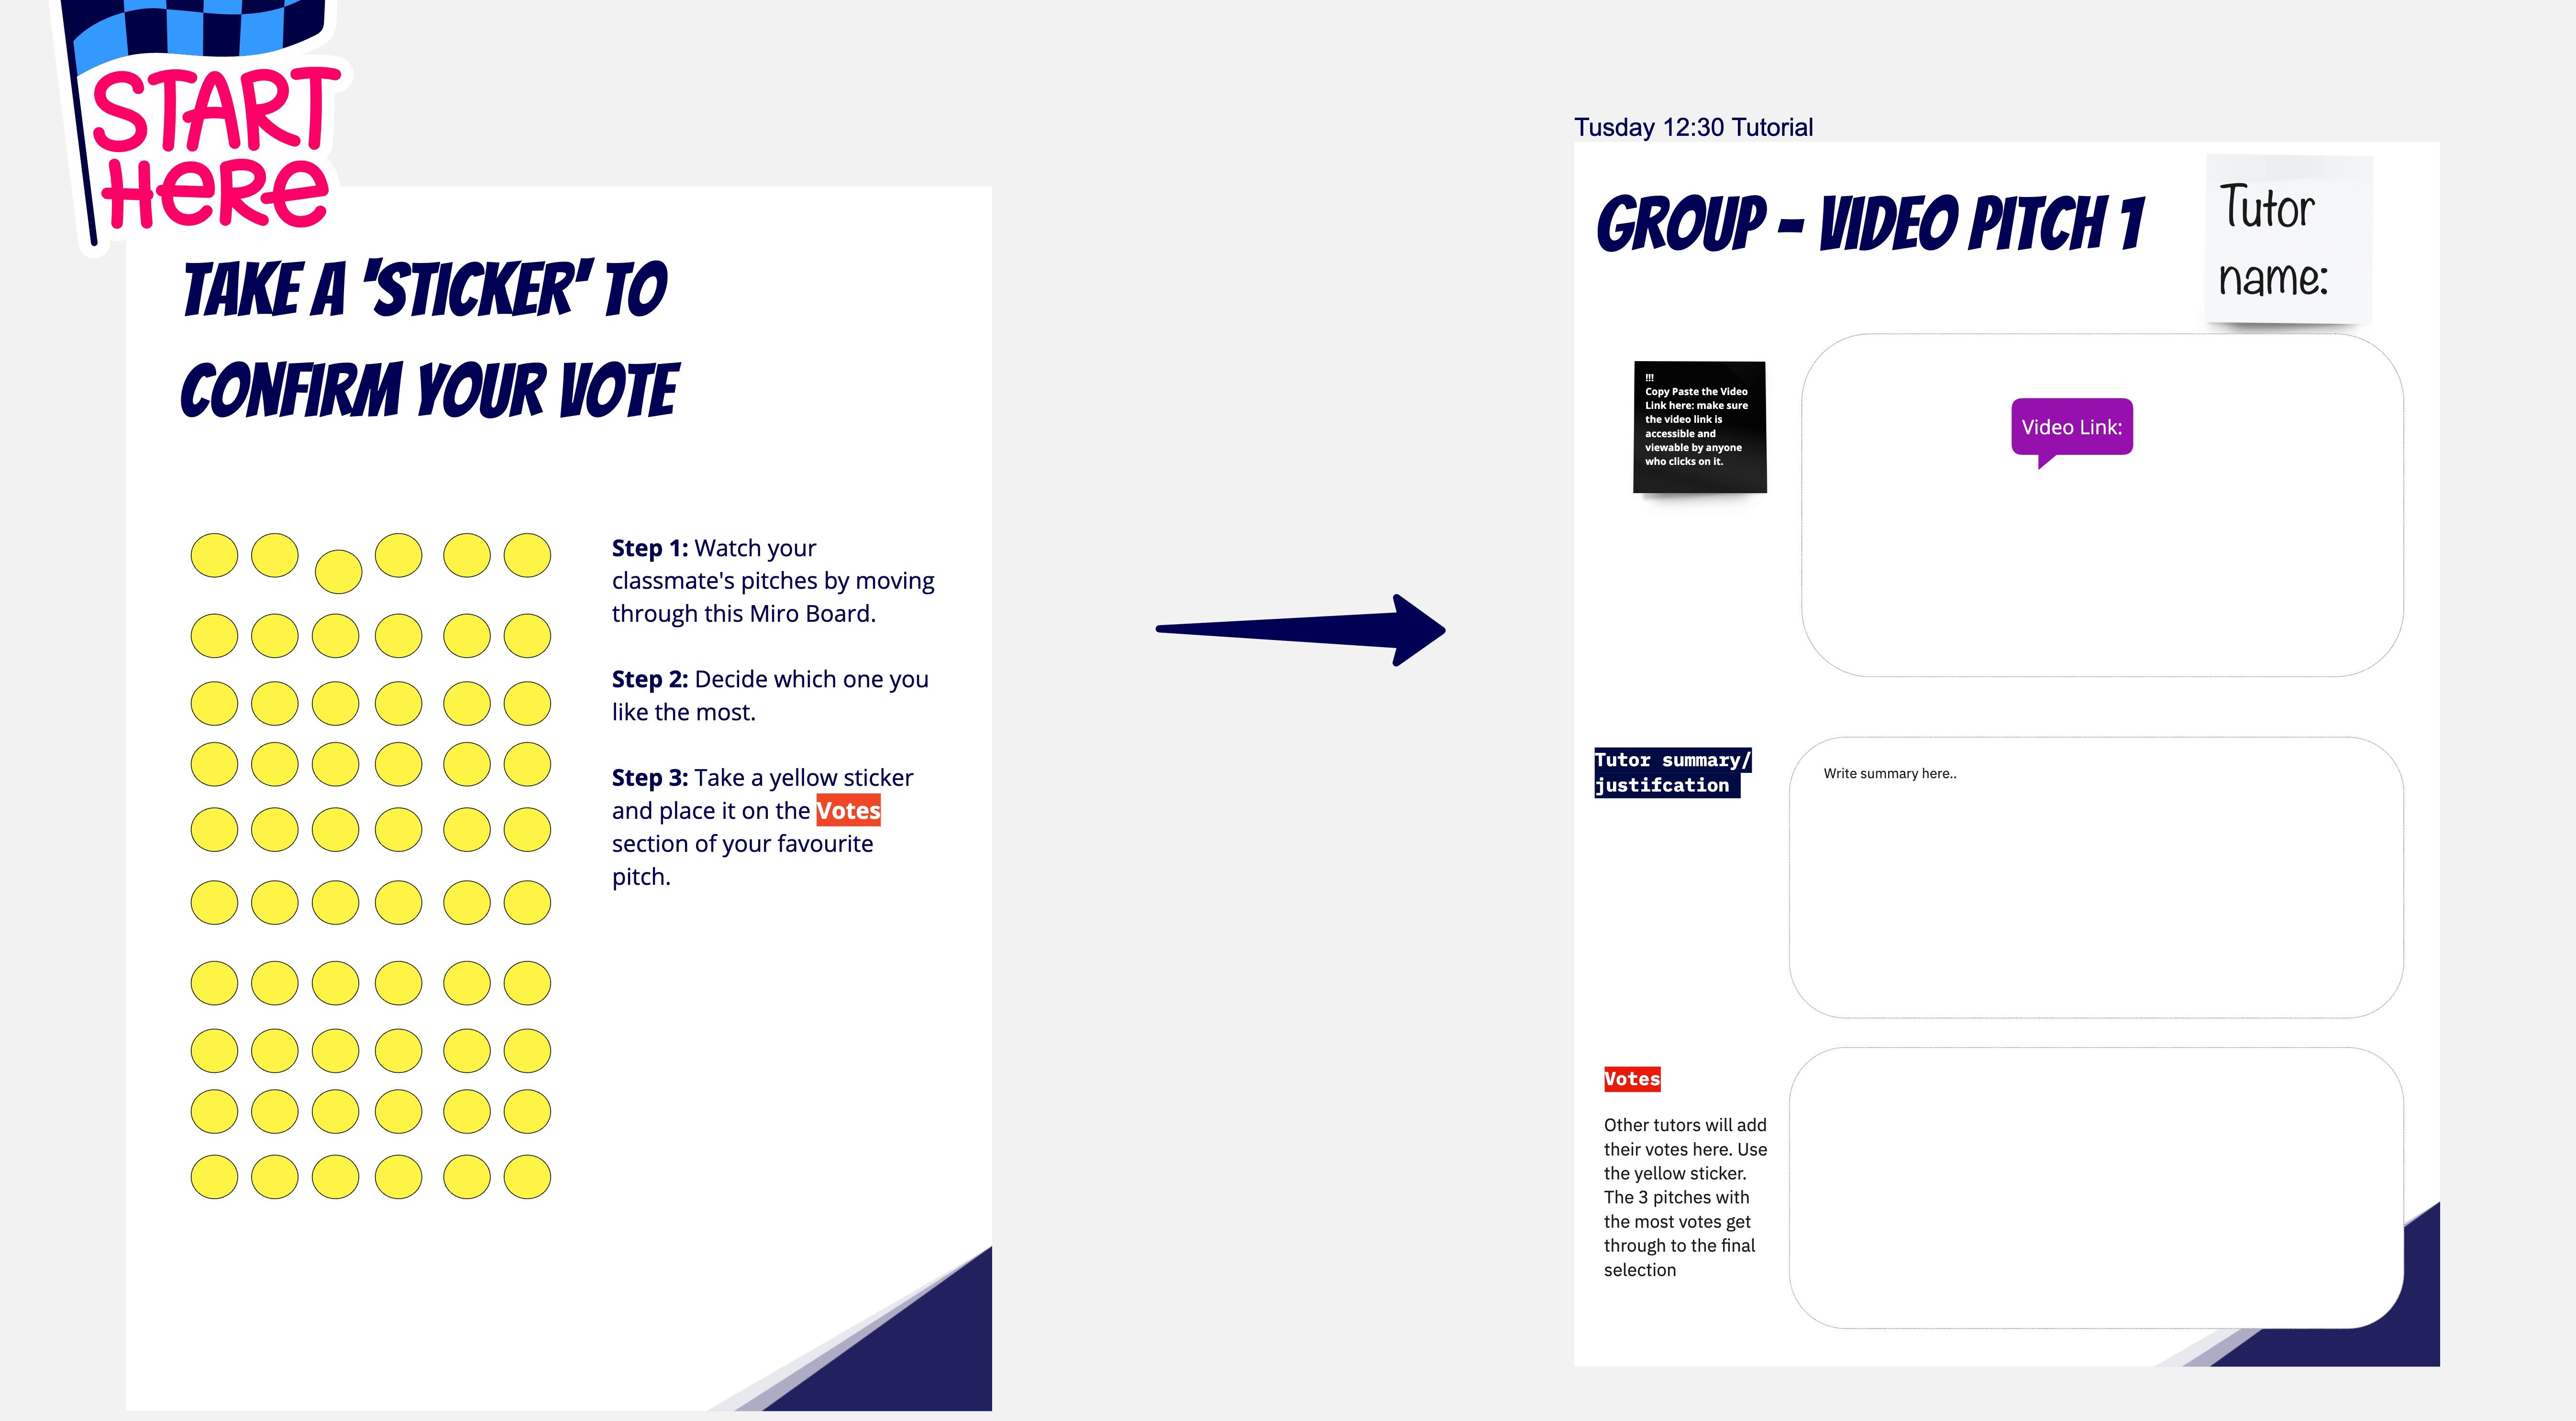 START
HeRe
TAKE A 'STICKER' TO
CONFIRM YOUR VOTE
Step 1: Watch your
classmate's pitches by moving
through this Miro Board.
Step 2: Decide which one you
like the most.
Step 3: Take a yellow sticker
and place it on the Votes
section of your favourite
pitch.
Tusday 12:30 Tutorial
GROUP - VIDEO PITCH 1
Tutor
name:
!!!
Copy Paste the Video
Link here: make sure
the video link is
accessible and
viewable by anyone
who clicks on it.
Video Link:
Tutor summary/
justifcation
Write summary here..
Votes
Other tutors will add
their votes here. Use
the yellow sticker.
The 3 pitches with
the most votes get
through to the final
selection